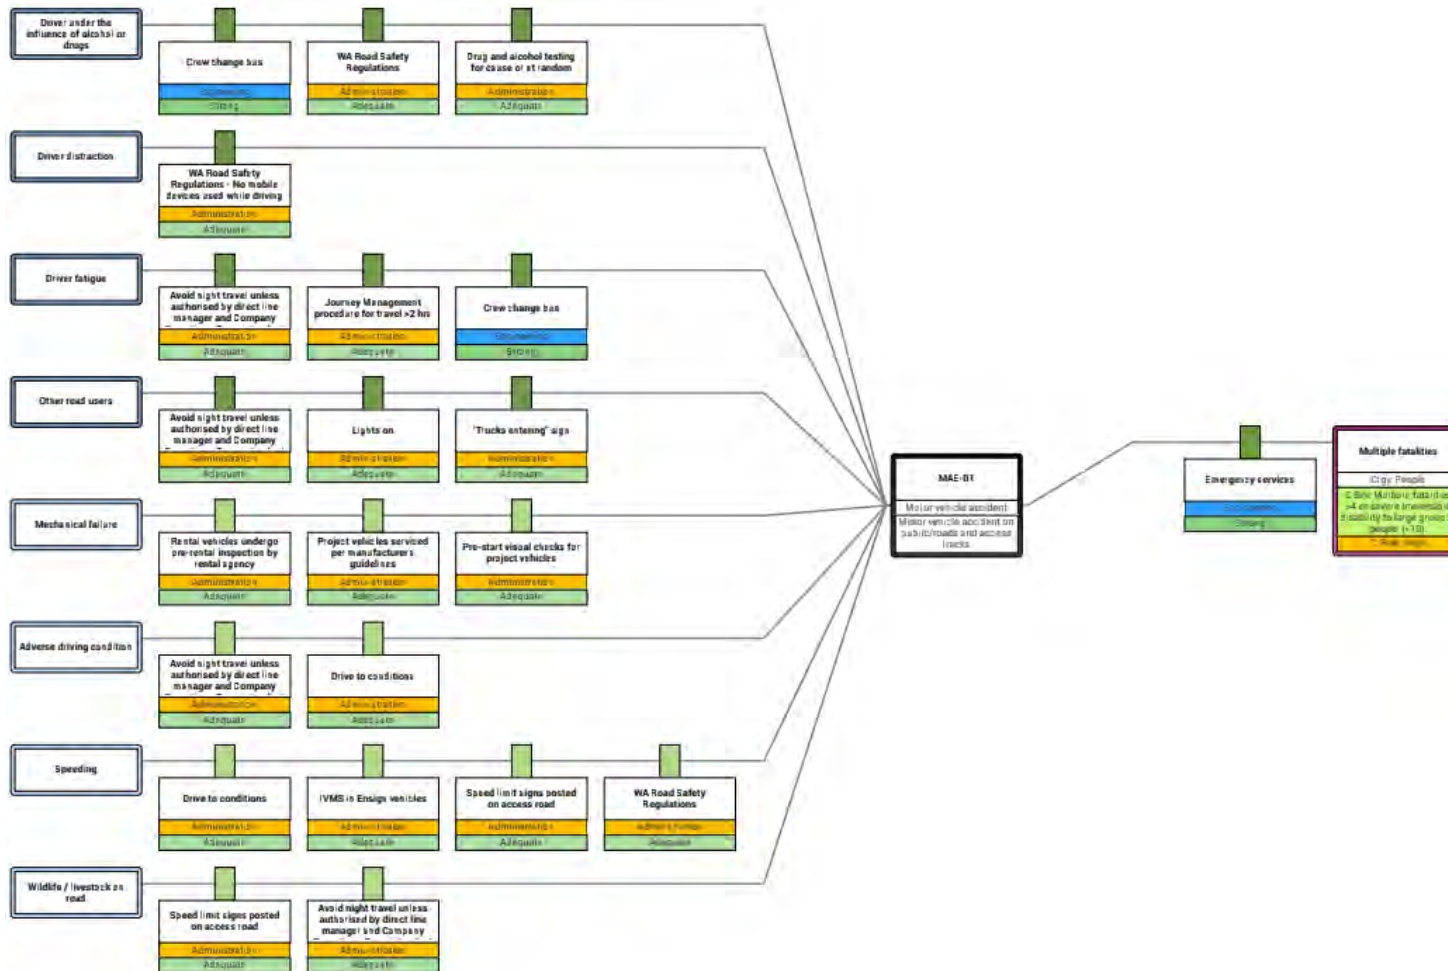 Driver under the
influence of alcohol or
drugs
Crew change bus
Engineering
Strong
WA Road Safety
Regulations
Administration
Adequate
Drug and alcohol testing
for cause or at random
Administration
Adequate
Driver distraction
WA Road Safety
Regulations - No mobile
devices used while driving
Administration
Adequate
Driver fatigue
Avoid night travel unless
authorised by direct line
manager and Company
Administration
Adequate
Journey Management
procedure for travel >2 hrs
Administration
Adequate
Crew change bus
Engineering
Strong
Other road users
Avoid night travel unless
authorised by direct line
manager and Company
Administration
Adequate
Lights on
Administration
Adequate
"Trucks entering" sign
Administration
Adequate
Mechanical failure
Rental vehicles undergo
pre-rental inspection by
rental agency
Administration
Adequate
Project vehicles serviced
per manufacturers
guidelines
Administration
Adequate
Pre-start visual checks for
project vehicles
Administration
Adequate
Adverse driving condition
Avoid night travel unless
authorised by direct line
manager and Company
Administration
Adequate
Drive to conditions
Administration
Adequate
Speeding
Drive to conditions
Administration
Adequate
IVMS in Ensign vehicles
Administration
Adequate
Speed limit signs posted
on access road
Administration
Adequate
WA Road Safety
Regulations
Administration
Adequate
Wildlife / livestock on
road
Speed limit signs posted
on access road
Administration
Adequate
Avoid night travel unless
authorised by direct line
manager and Company
Administration
Adequate
MAE-01
Motor vehicle accident
Motor vehicle accident on
public roads and access
tracks
Emergency services
Engineering
Strong
Multiple fatalities
People